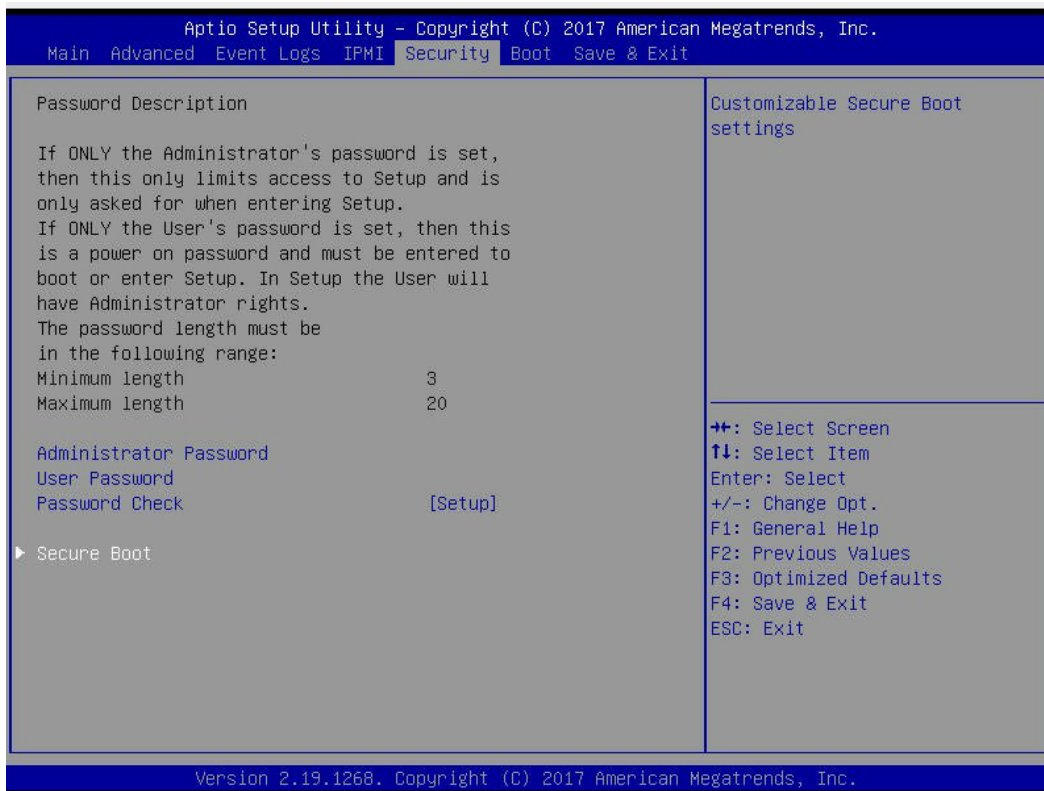 Aptio Setup Utility – Copyright (C) 2017 American Megatrends, Inc.
Main Advanced Event Logs IPMI Security Boot Save & Exit
Password Description
If ONLY the Administrator's password is set,
then this only limits access to Setup and is
only asked for when entering Setup.
If ONLY the User's password is set, then this
is a power on password and must be entered to
boot or enter Setup. In Setup the User will
have Administrator rights.
The password length must be
in the following range:
Minimum length 3
Maximum length 20
Administrator Password
User Password
Password Check [Setup]
▶ Secure Boot
Customizable Secure Boot
settings
→←: Select Screen
↑↓: Select Item
Enter: Select
+/-: Change Opt.
F1: General Help
F2: Previous Values
F3: Optimized Defaults
F4: Save & Exit
ESC: Exit
Version 2.19.1268. Copyright (C) 2017 American Megatrends, Inc.